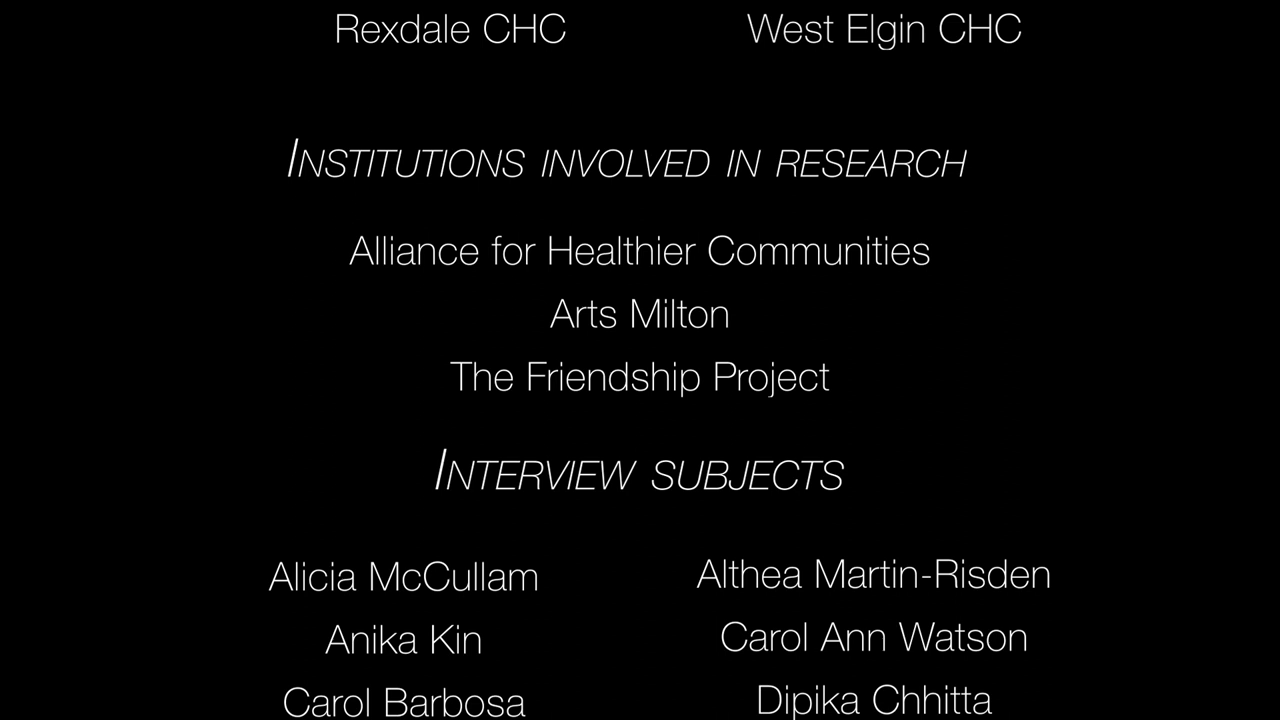 Rexdale CHC West Elgin CHC
INSTITUTIONS INVOLVED IN RESEARCH
Alliance for Healthier Communities
Arts Milton
The Friendship Project
INTERVIEW SUBJECTS
Alicia McCullam Althea Martin-Risden
Anika Kin Carol Ann Watson
Carol Barbosa Dipika Chhitta